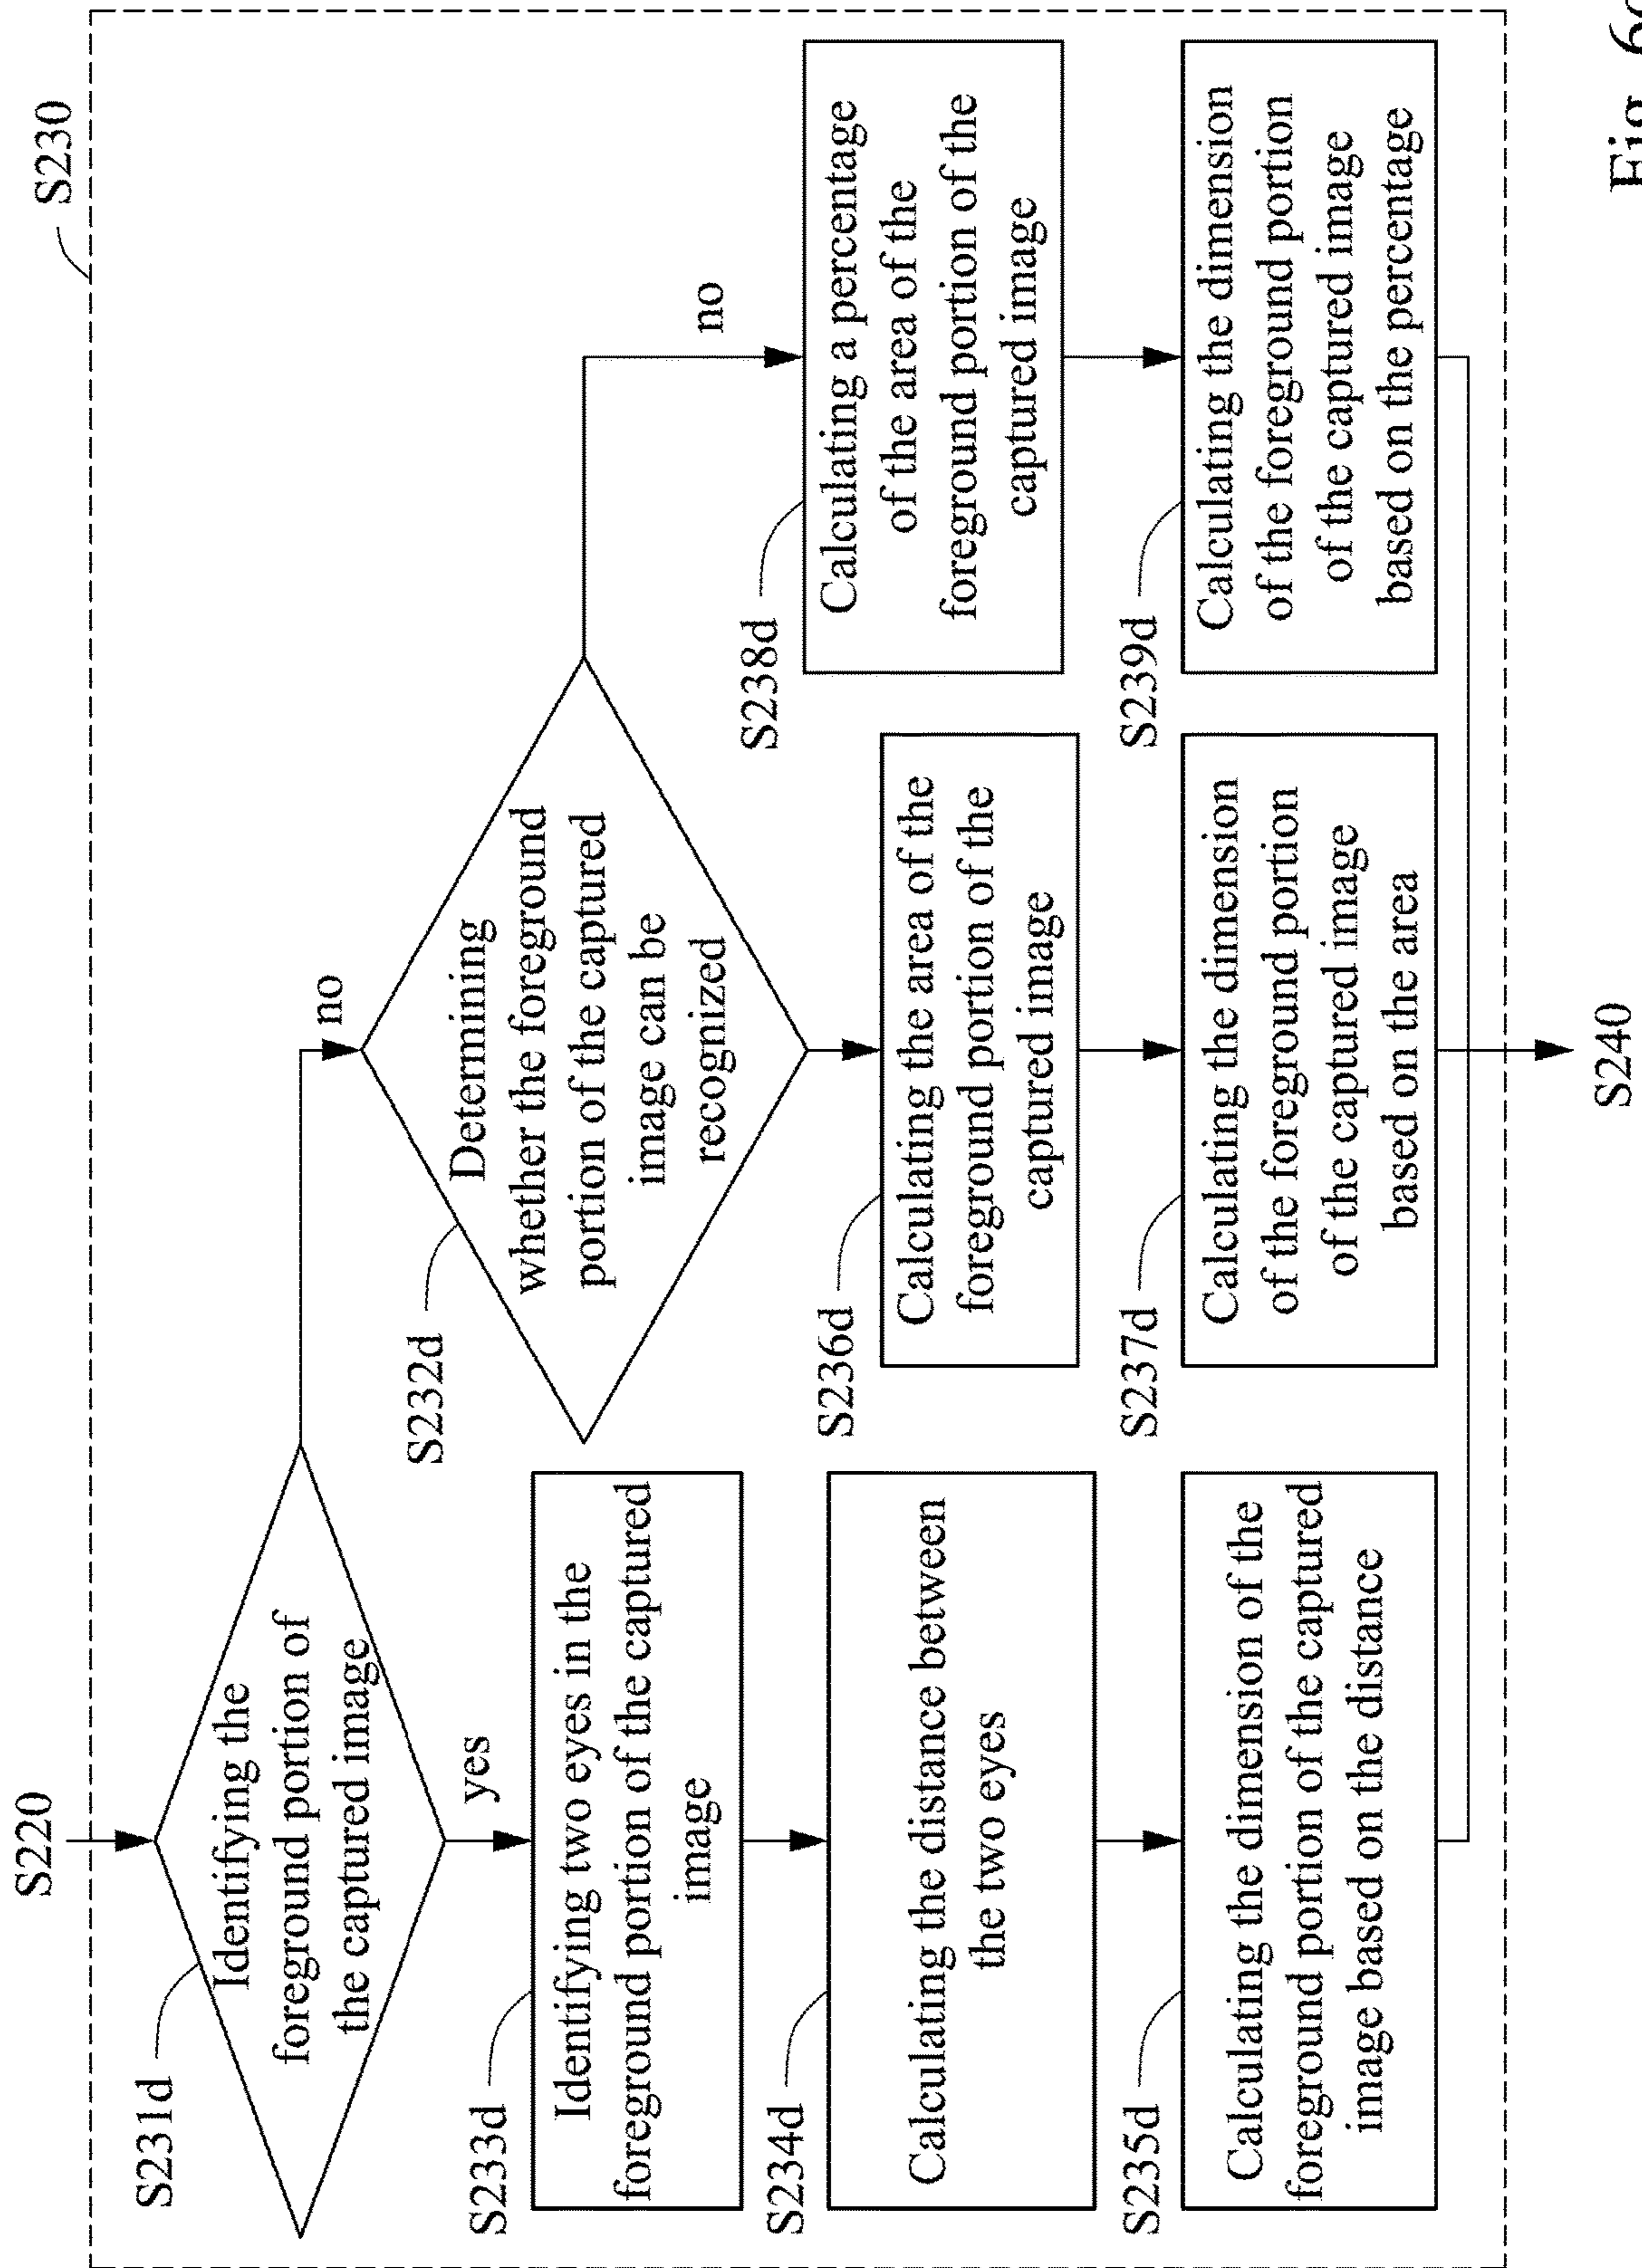 S220
S230
S231d
Identifying the
foreground portion of
the captured image
no
yes
S232d
Determining
whether the foreground
portion of the captured
image can be
recognized
no
S233d
Identifying two eyes in the
foreground portion of the captured
image
S234d
Calculating the distance between
the two eyes
S235d
Calculating the dimension of the
foreground portion of the captured
image based on the distance
S236d
Calculating the area of the
foreground portion of the
captured image
S237d
Calculating the dimension
of the foreground portion
of the captured image
based on the area
S238d
Calculating a percentage
of the area of the
foreground portion of the
captured image
S239d
Calculating the dimension
of the foreground portion
of the captured image
based on the percentage
S240
Fig.